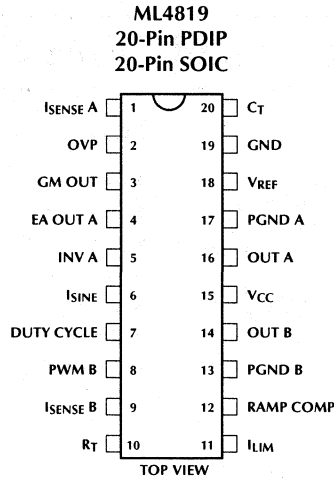 ML4819
20-Pin PDIP
20-Pin SOIC
ISENSE A 1 20 CT
OVP 2 19 GND
GM OUT 3 18 VREF
EA OUT A 4 17 PGND A
INV A 5 16 OUT A
ISINE 6 15 VCC
DUTY CYCLE 7 14 OUT B
PWM B 8 13 PGND B
ISENSE B 9 12 RAMP COMP
RT 10 11 ILIM
TOP VIEW